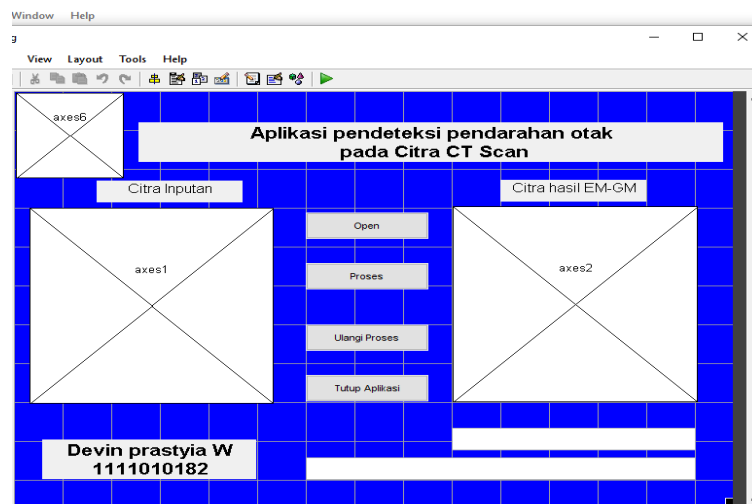 Window Help
g
View Layout Tools Help
axes6
Aplikasi pendeteksi pendarahan otak
pada Citra CT Scan
Citra Inputan
Citra hasil EM-GM
axes1
Open
axes2
Proses
Ulangi Proses
Tutup Aplikasi
Devin prastyia W
1111010182